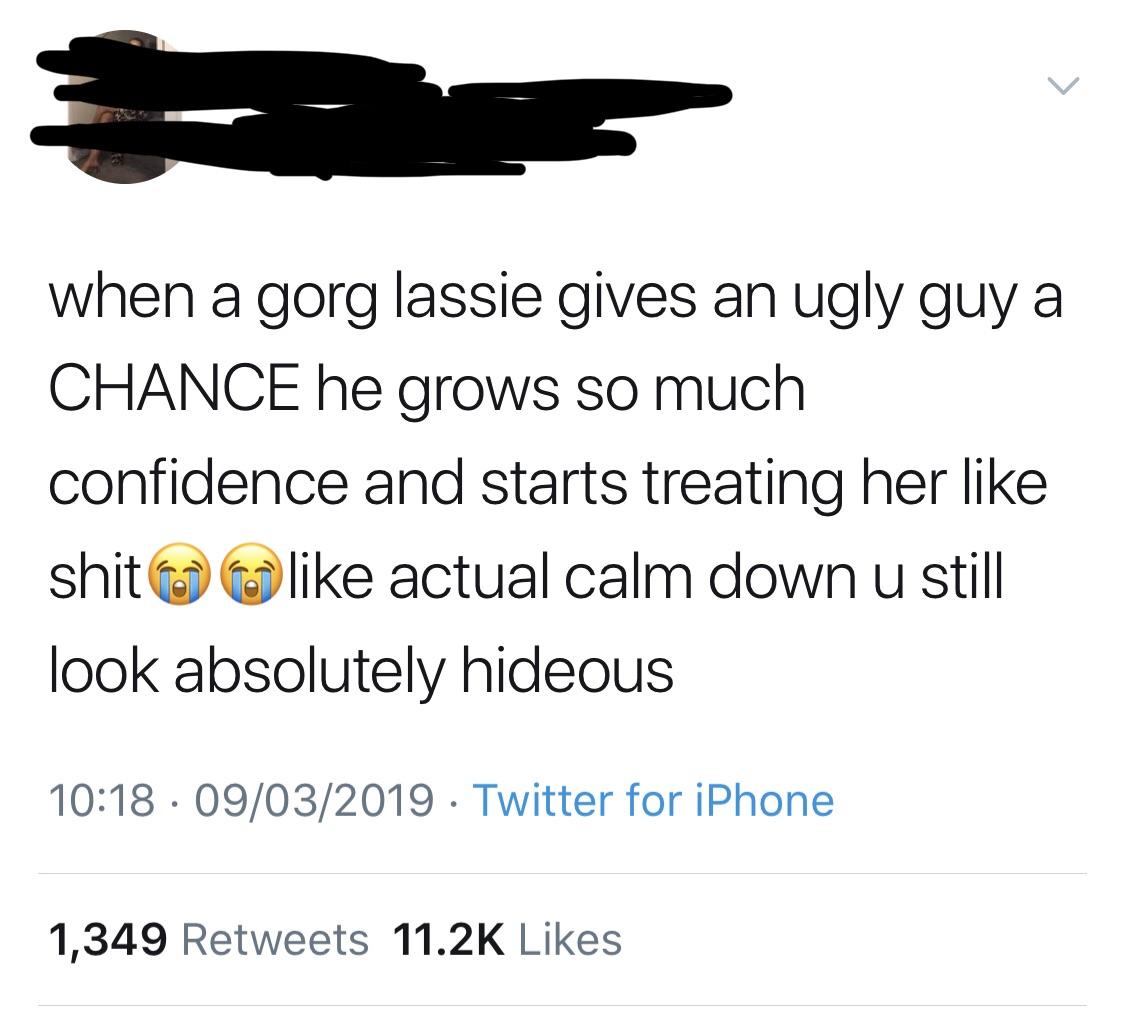 when a gorg lassie gives an ugly guy a
CHANCE he grows so much
confidence and starts treating her like
shit😭😭like actual calm down u still
look absolutely hideous
10:18 · 09/03/2019 · Twitter for iPhone
1,349 Retweets 11.2K Likes